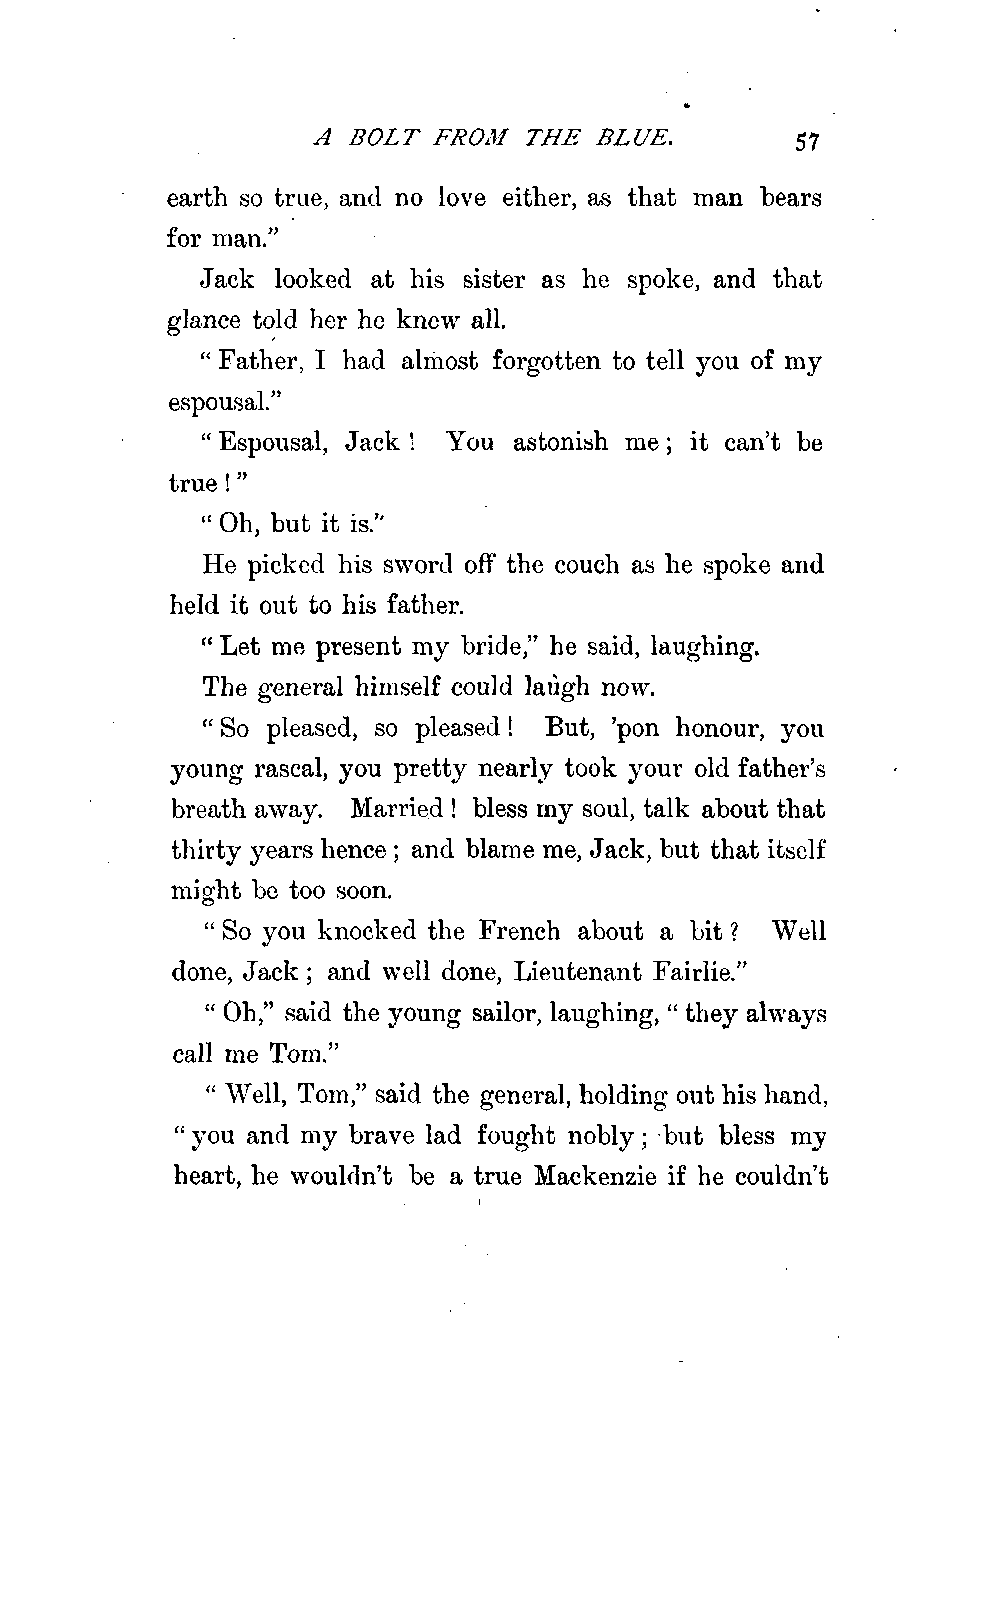 A BOLT FROM THE BLUE. 57
earth so true, and no love either, as that man bears
for man.”
Jack looked at his sister as he spoke, and that
glance told her he knew all.
“ Father, I had almost forgotten to tell you of my
espousal.”
“ Espousal, Jack ! You astonish me ; it can’t be
true ! ”
“ Oh, but it is.”
He picked his sword off the couch as he spoke and
held it out to his father.
“ Let me present my bride,” he said, laughing.
The general himself could laugh now.
“ So pleased, so pleased ! But, ’pon honour, you
young rascal, you pretty nearly took your old father’s
breath away. Married ! bless my soul, talk about that
thirty years hence ; and blame me, Jack, but that itself
might be too soon.
“ So you knocked the French about a bit ? Well
done, Jack ; and well done, Lieutenant Fairlie.”
“ Oh,” said the young sailor, laughing, “ they always
call me Tom.”
“ Well, Tom,” said the general, holding out his hand,
“ you and my brave lad fought nobly ; but bless my
heart, he wouldn’t be a true Mackenzie if he couldn’t